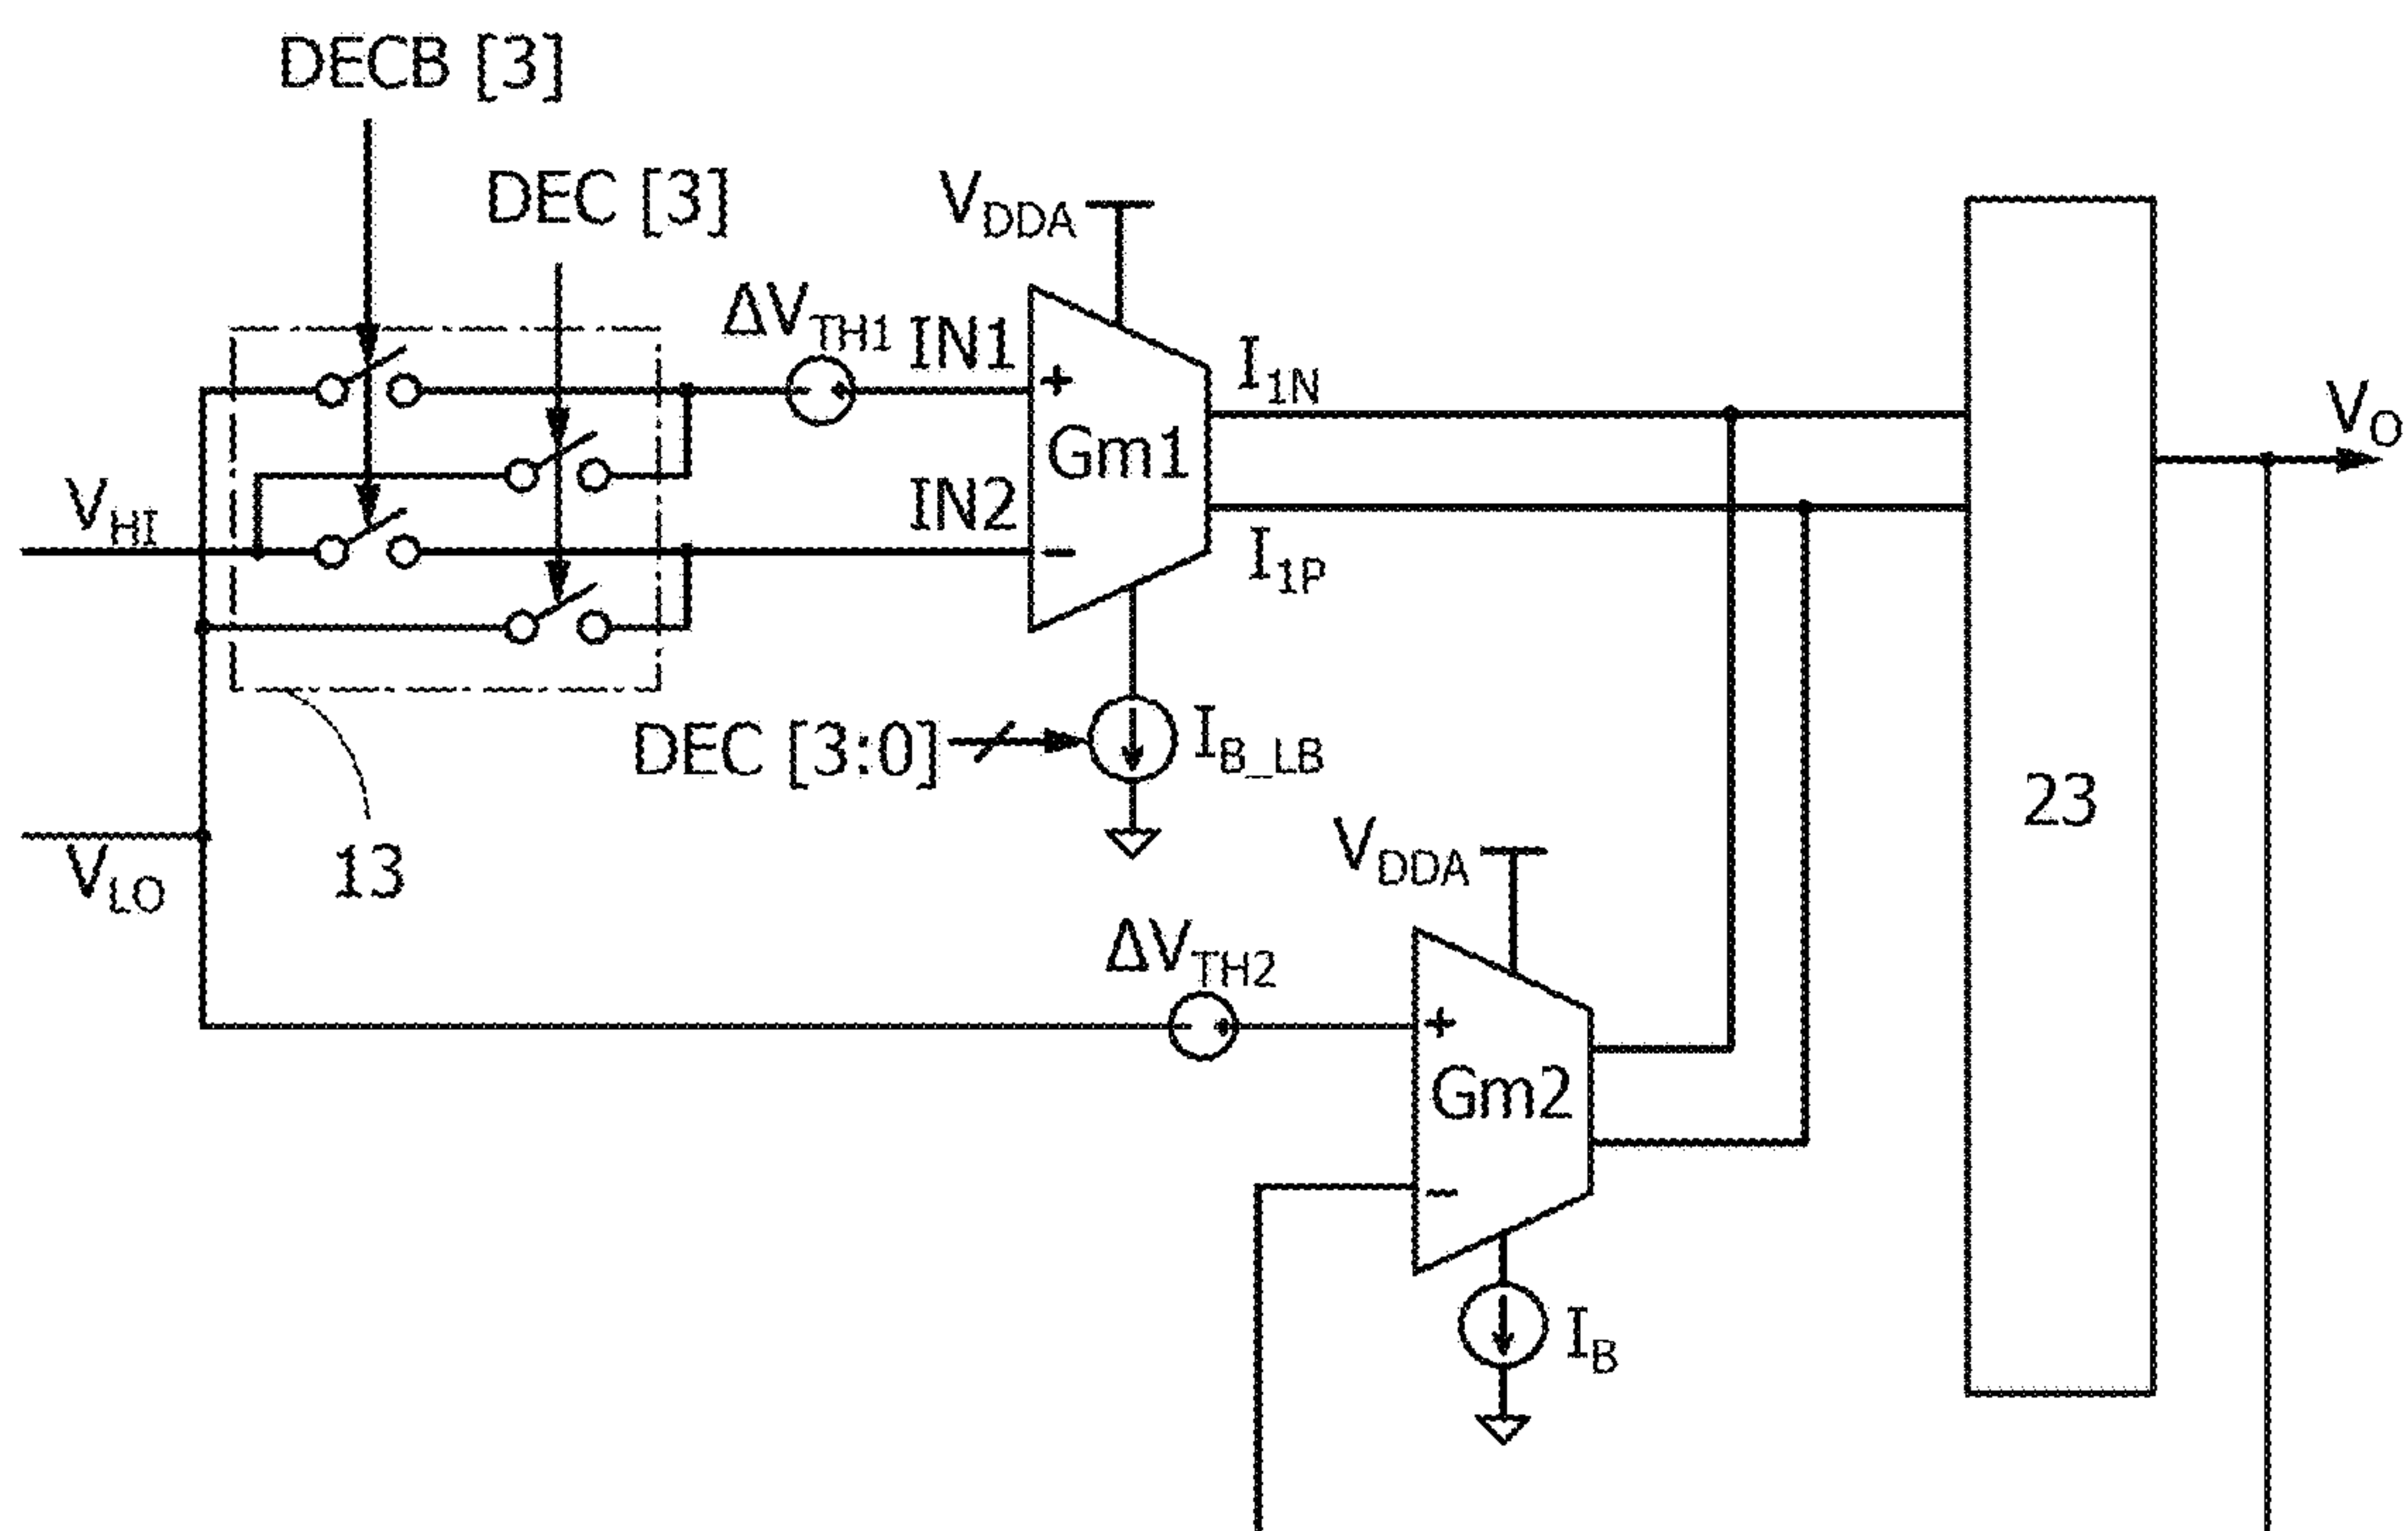 DECB [3]
DEC [3]
VDDA
ΔVTH1
IN1
+
Gm1
I1N
VO
VHI
IN2
-
I1P
DEC [3:0]
IB_LB
23
VLO
13
VDDA
ΔVTH2
+
Gm2
-
IB